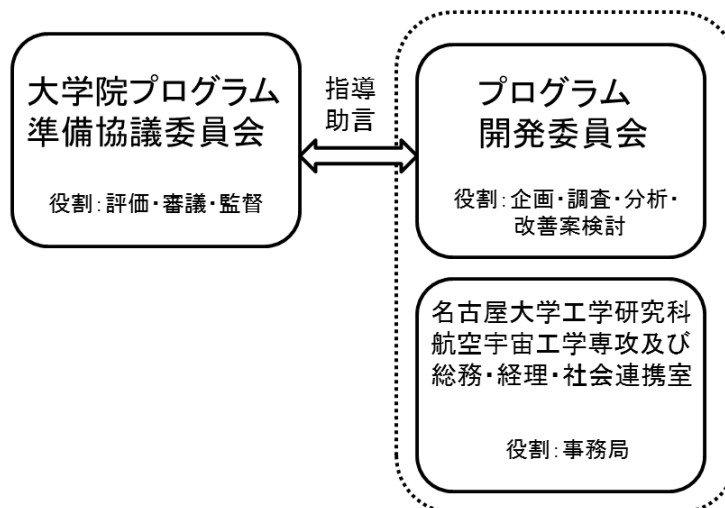 大学院プログラム
準備協議委員会
役割：評価・審議・監督
指導
助言
プログラム
開発委員会
役割：企画・調査・分析・
改善案検討
名古屋大学工学研究科
航空宇宙工学専攻及び
総務・経理・社会連携室
役割：事務局